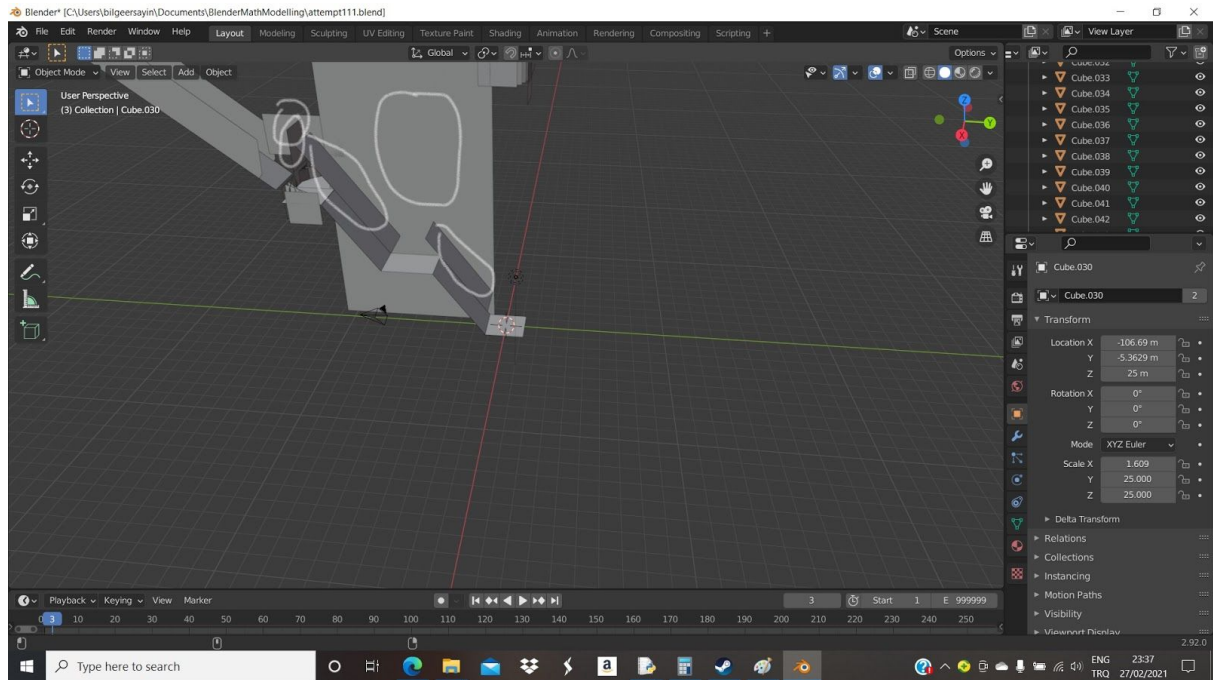 Blender* [C:\Users\bilgeersayin\Documents\BlenderMathModelling\attempt111.blend]
File Edit Render Window Help Layout Modeling Sculpting UV Editing Texture Paint Shading Animation Rendering Compositing Scripting + Scene View Layer
Global Options
Object Mode View Select Add Object
User Perspective
(3) Collection | Cube.030
Z
Y
X
Cube.032
Cube.033
Cube.034
Cube.035
Cube.036
Cube.037
Cube.038
Cube.039
Cube.040
Cube.041
Cube.042
Cube.030
Cube.030 2
Transform
Location X -106.69 m
Y -5.3629 m
Z 25 m
Rotation X 0°
Y 0°
Z 0°
Mode XYZ Euler
Scale X 1.609
Y 25.000
Z 25.000
Delta Transform
Relations
Collections
Instancing
Motion Paths
Visibility
Viewport Display
Playback Keying View Marker 3 Start 1 E 999999
0 3 10 20 30 40 50 60 70 80 90 100 110 120 130 140 150 160 170 180 190 200 210 220 230 240 250
2.92.0
Type here to search
ENG 23:37
TRQ 27/02/2021